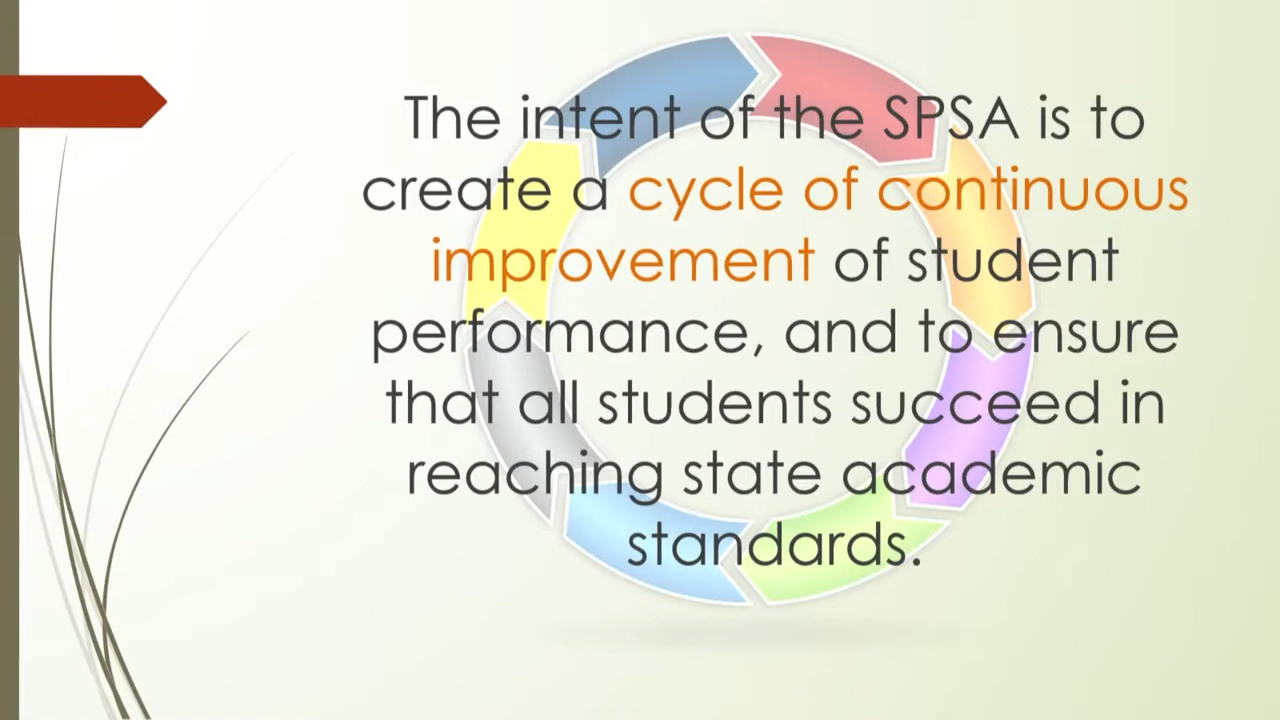 The intent of the SPSA is to
create a cycle of continuous
improvement of student
performance, and to ensure
that all students succeed in
reaching state academic
standards.